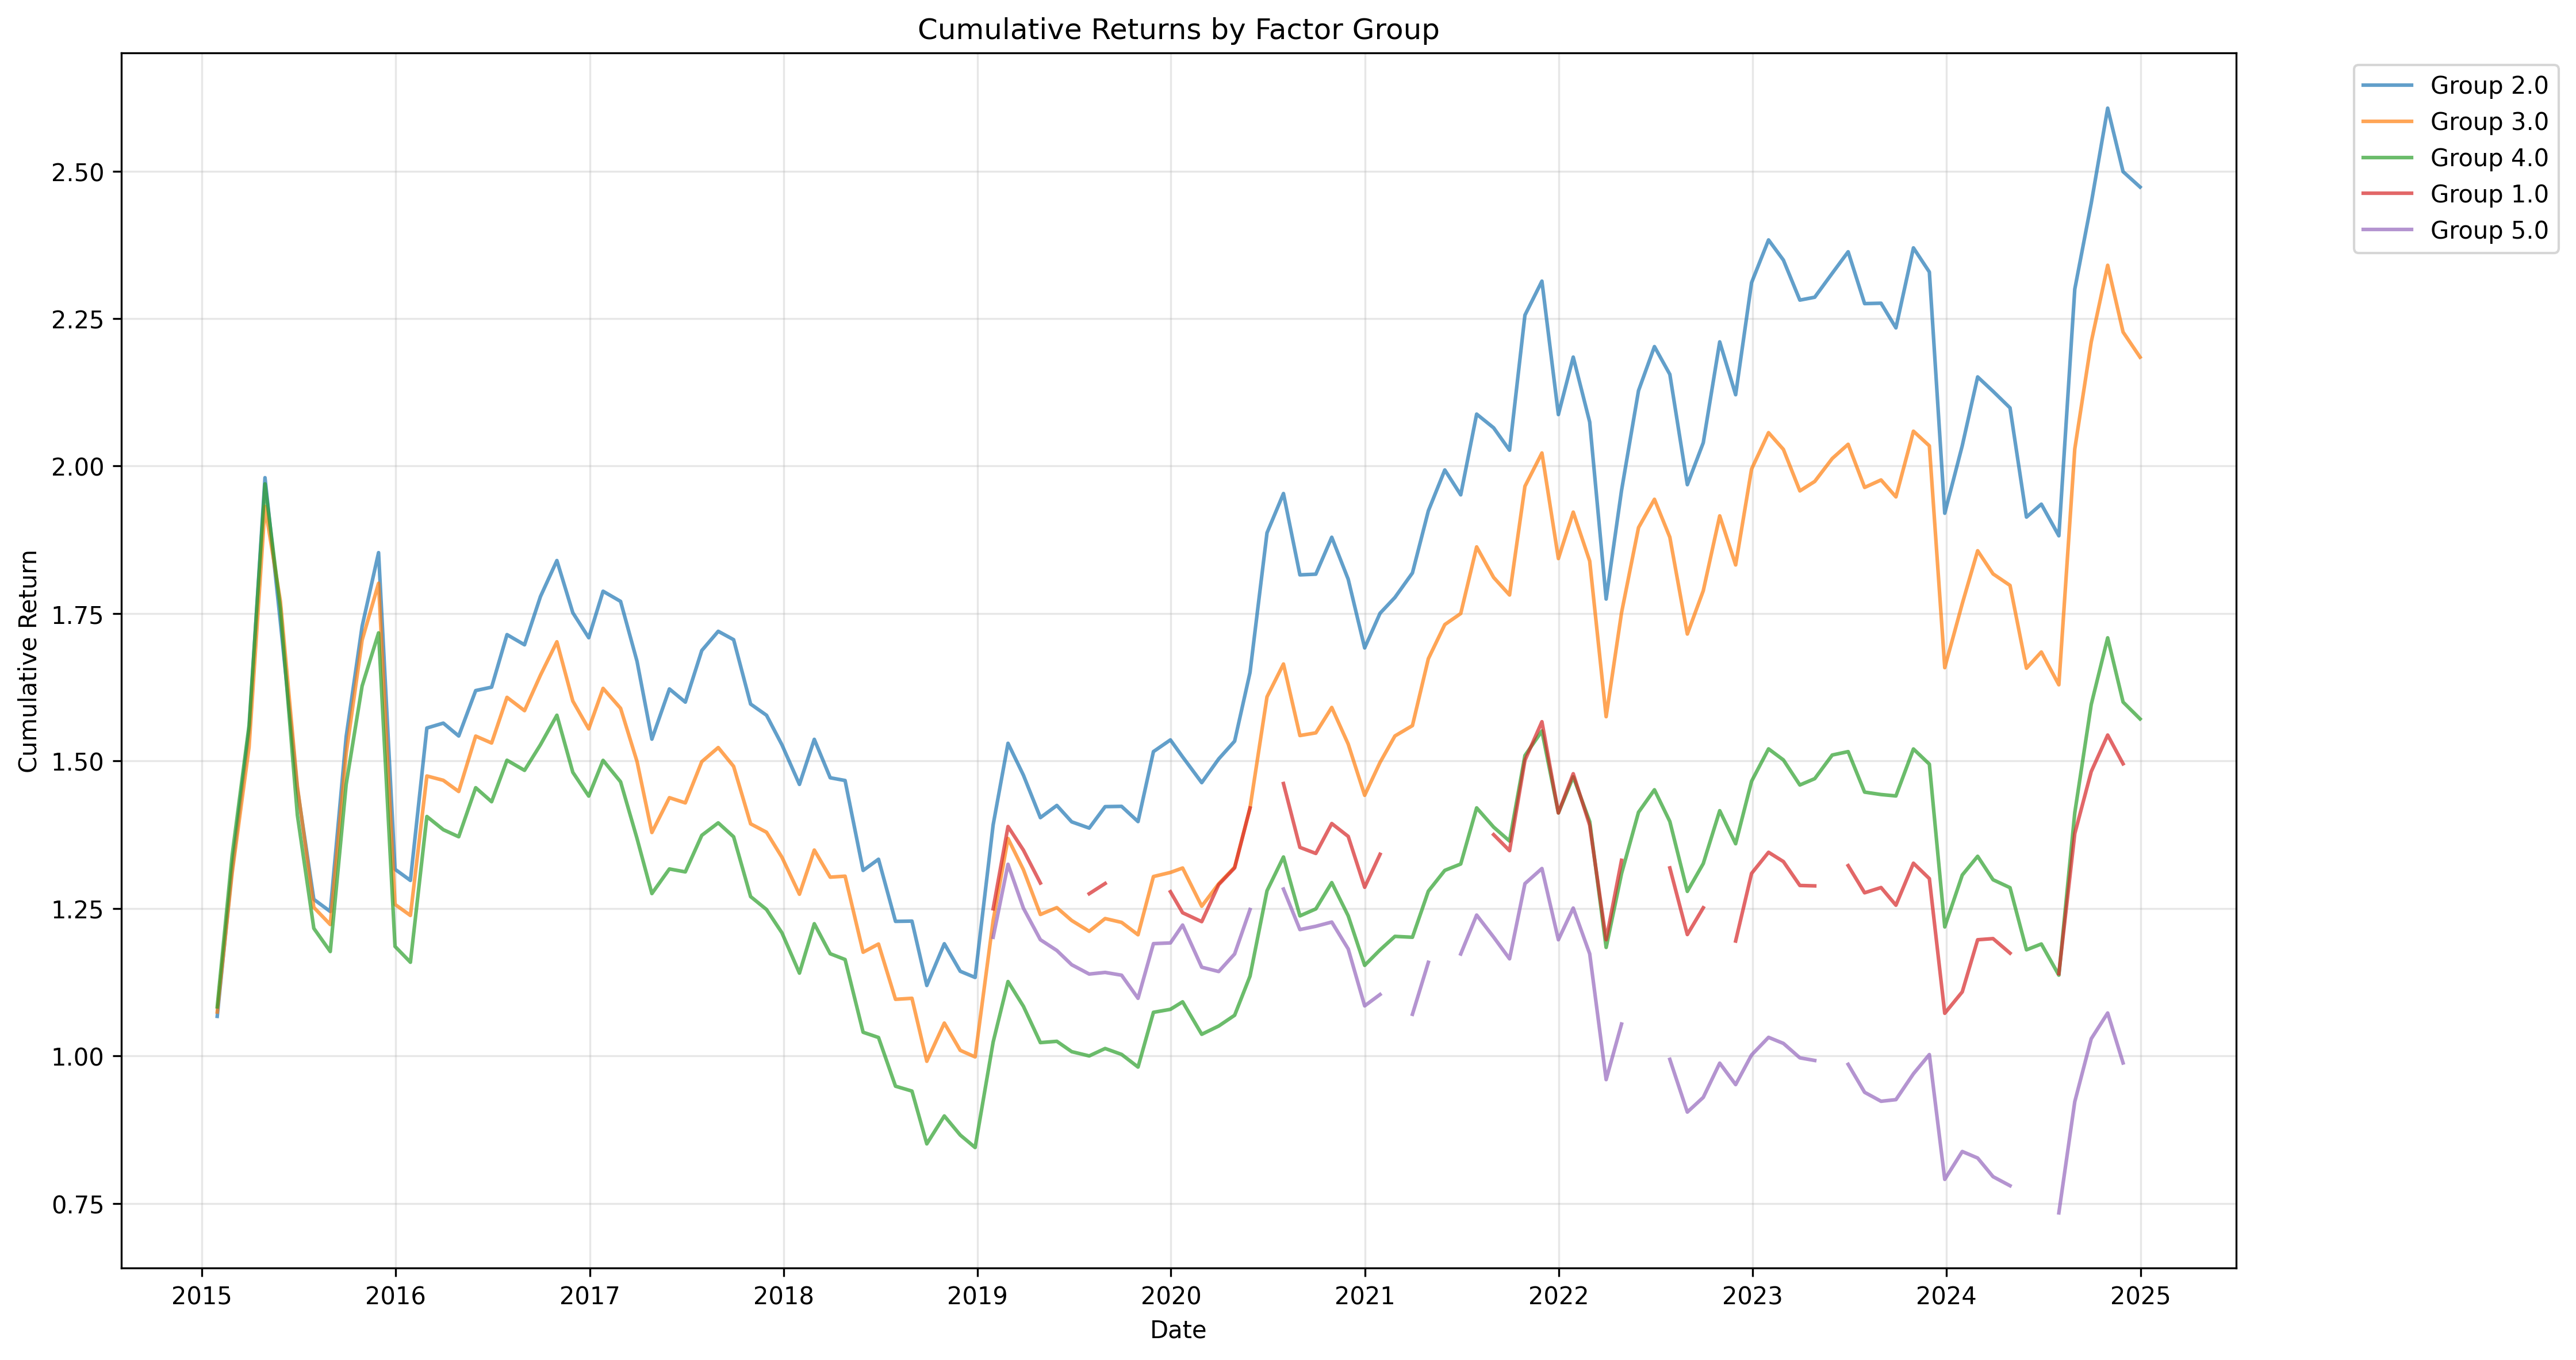 Cumulative Returns by Factor Group
Group 2.0
Group 3.0
Group 4.0
Group 1.0
Group 5.0
2.50
2.25
2.00
1.75
1.50
1.25
1.00
0.75
Cumulative Return
2015 2016 2017 2018 2019 2020 2021 2022 2023 2024 2025
Date